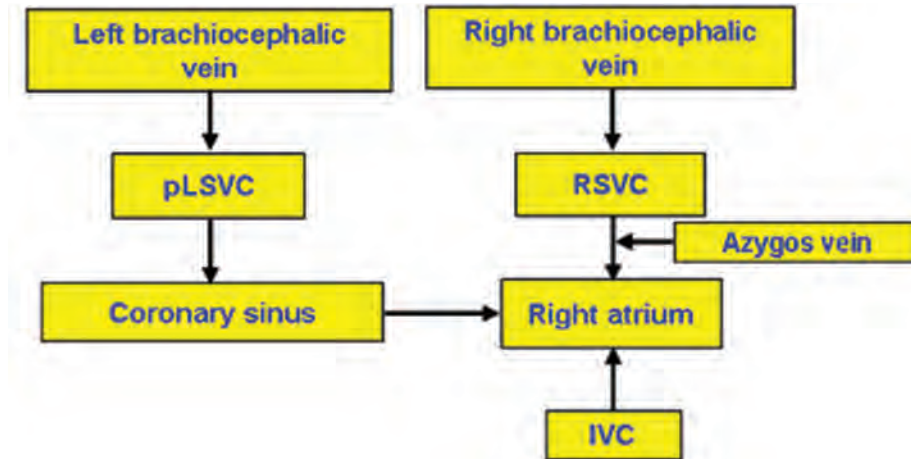 Left brachiocephalic
vein
Right brachiocephalic
vein
pLSVC
RSVC
Azygos vein
Coronary sinus
Right atrium
IVC